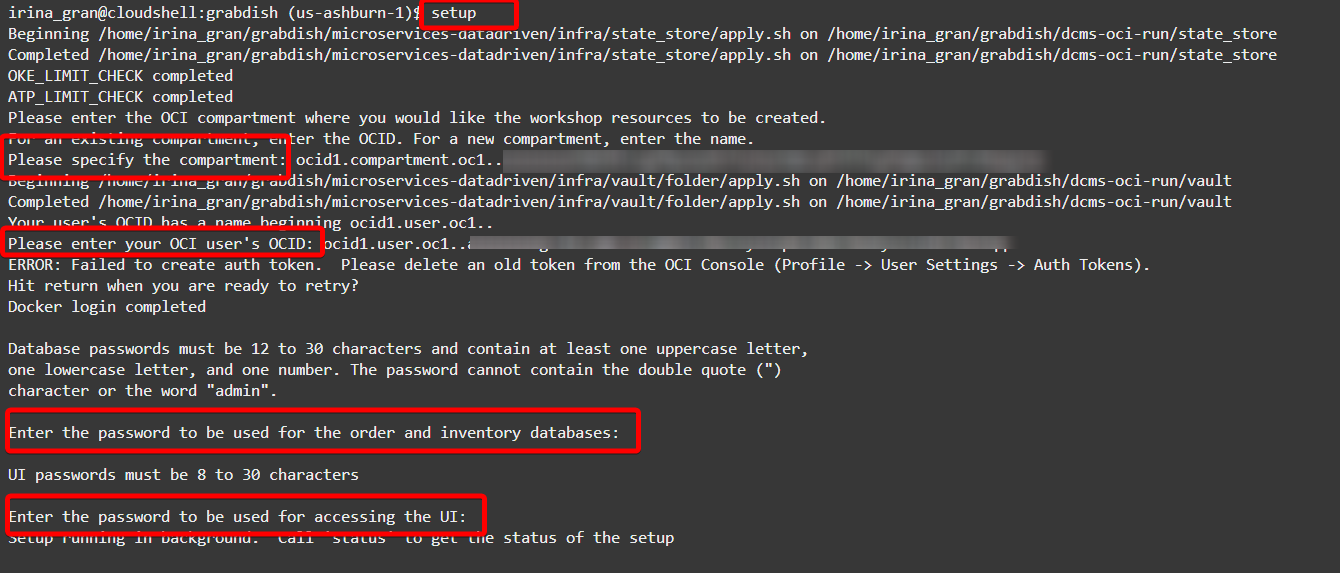 irina_gran@cloudshell:grabdish (us-ashburn-1)$ setup
Beginning /home/irina_gran/grabdish/microservices-datadriven/infra/state_store/apply.sh on /home/irina_gran/grabdish/dcms-oci-run/state_store
Completed /home/irina_gran/grabdish/microservices-datadriven/infra/state_store/apply.sh on /home/irina_gran/grabdish/dcms-oci-run/state_store
OKE_LIMIT_CHECK completed
ATP_LIMIT_CHECK completed
Please enter the OCI compartment where you would like the workshop resources to be created.
For an existing compartment, enter the OCID. For a new compartment, enter the name.
Please specify the compartment: ocid1.compartment.oc1..
Beginning /home/irina_gran/grabdish/microservices-datadriven/infra/vault/folder/apply.sh on /home/irina_gran/grabdish/dcms-oci-run/vault
Completed /home/irina_gran/grabdish/microservices-datadriven/infra/vault/folder/apply.sh on /home/irina_gran/grabdish/dcms-oci-run/vault
Your user's OCID has a name beginning ocid1.user.oc1..
Please enter your OCI user's OCID: ocid1.user.oc1..
ERROR: Failed to create auth token.  Please delete an old token from the OCI Console (Profile -> User Settings -> Auth Tokens).
Hit return when you are ready to retry?
Docker login completed
Database passwords must be 12 to 30 characters and contain at least one uppercase letter,
one lowercase letter, and one number. The password cannot contain the double quote (")
character or the word "admin".
Enter the password to be used for the order and inventory databases:
UI passwords must be 8 to 30 characters
Enter the password to be used for accessing the UI:
Setup running in background.  Call 'status' to get the status of the setup